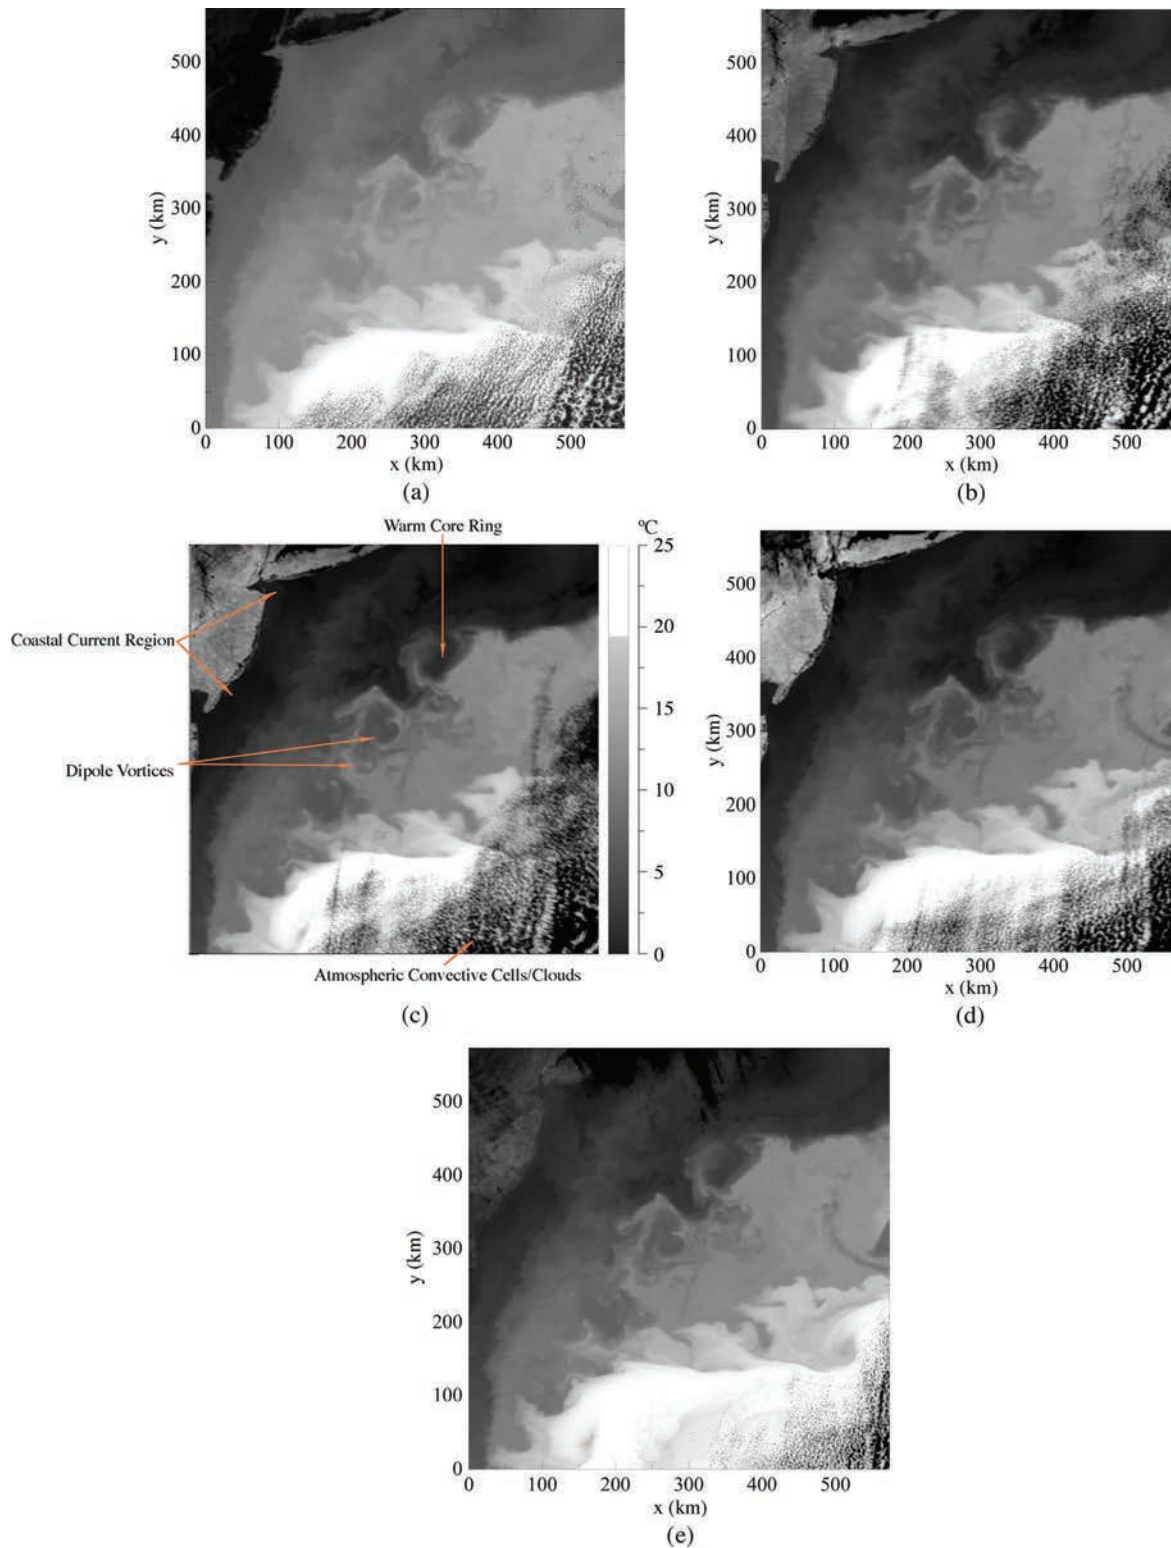 500
400
300
200
100
0
y (km)
0 100 200 300 400 500
x (km)
(a)
500
400
300
200
100
0
y (km)
0 100 200 300 400 500
x (km)
(b)
Warm Core Ring
Coastal Current Region
Dipole Vortices
Atmospheric Convective Cells/Clouds
ºC
25
20
15
10
5
0
(c)
500
400
300
200
100
0
y (km)
0 100 200 300 400 500
x (km)
(d)
500
400
300
200
100
0
y (km)
0 100 200 300 400 500
x (km)
(e)